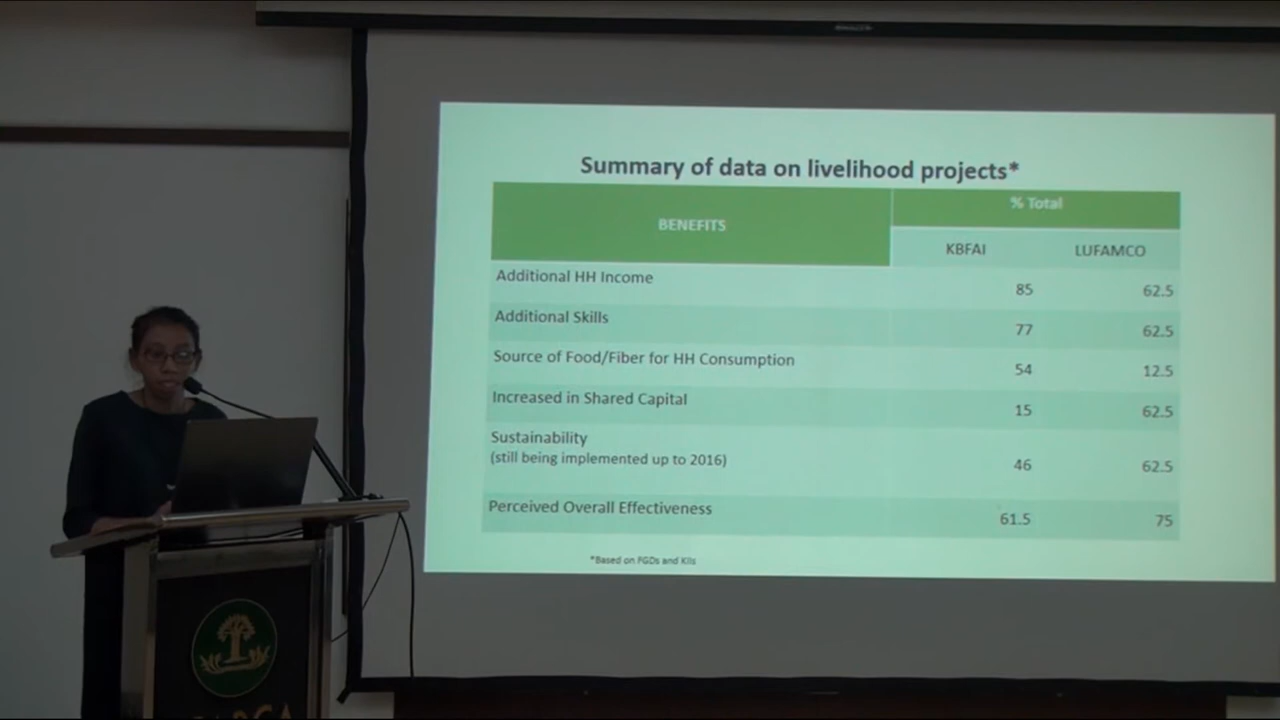 Summary of data on livelihood projects*
BENEFITS
% Total
KBFAI LUFAMCO
Additional HH Income 85 62.5
Additional Skills 77 62.5
Source of Food/Fiber for HH Consumption 54 12.5
Increased in Shared Capital 15 62.5
Sustainability
(still being implemented up to 2016) 46 62.5
Perceived Overall Effectiveness 61.5 75
*Based on FGDs and KIIs